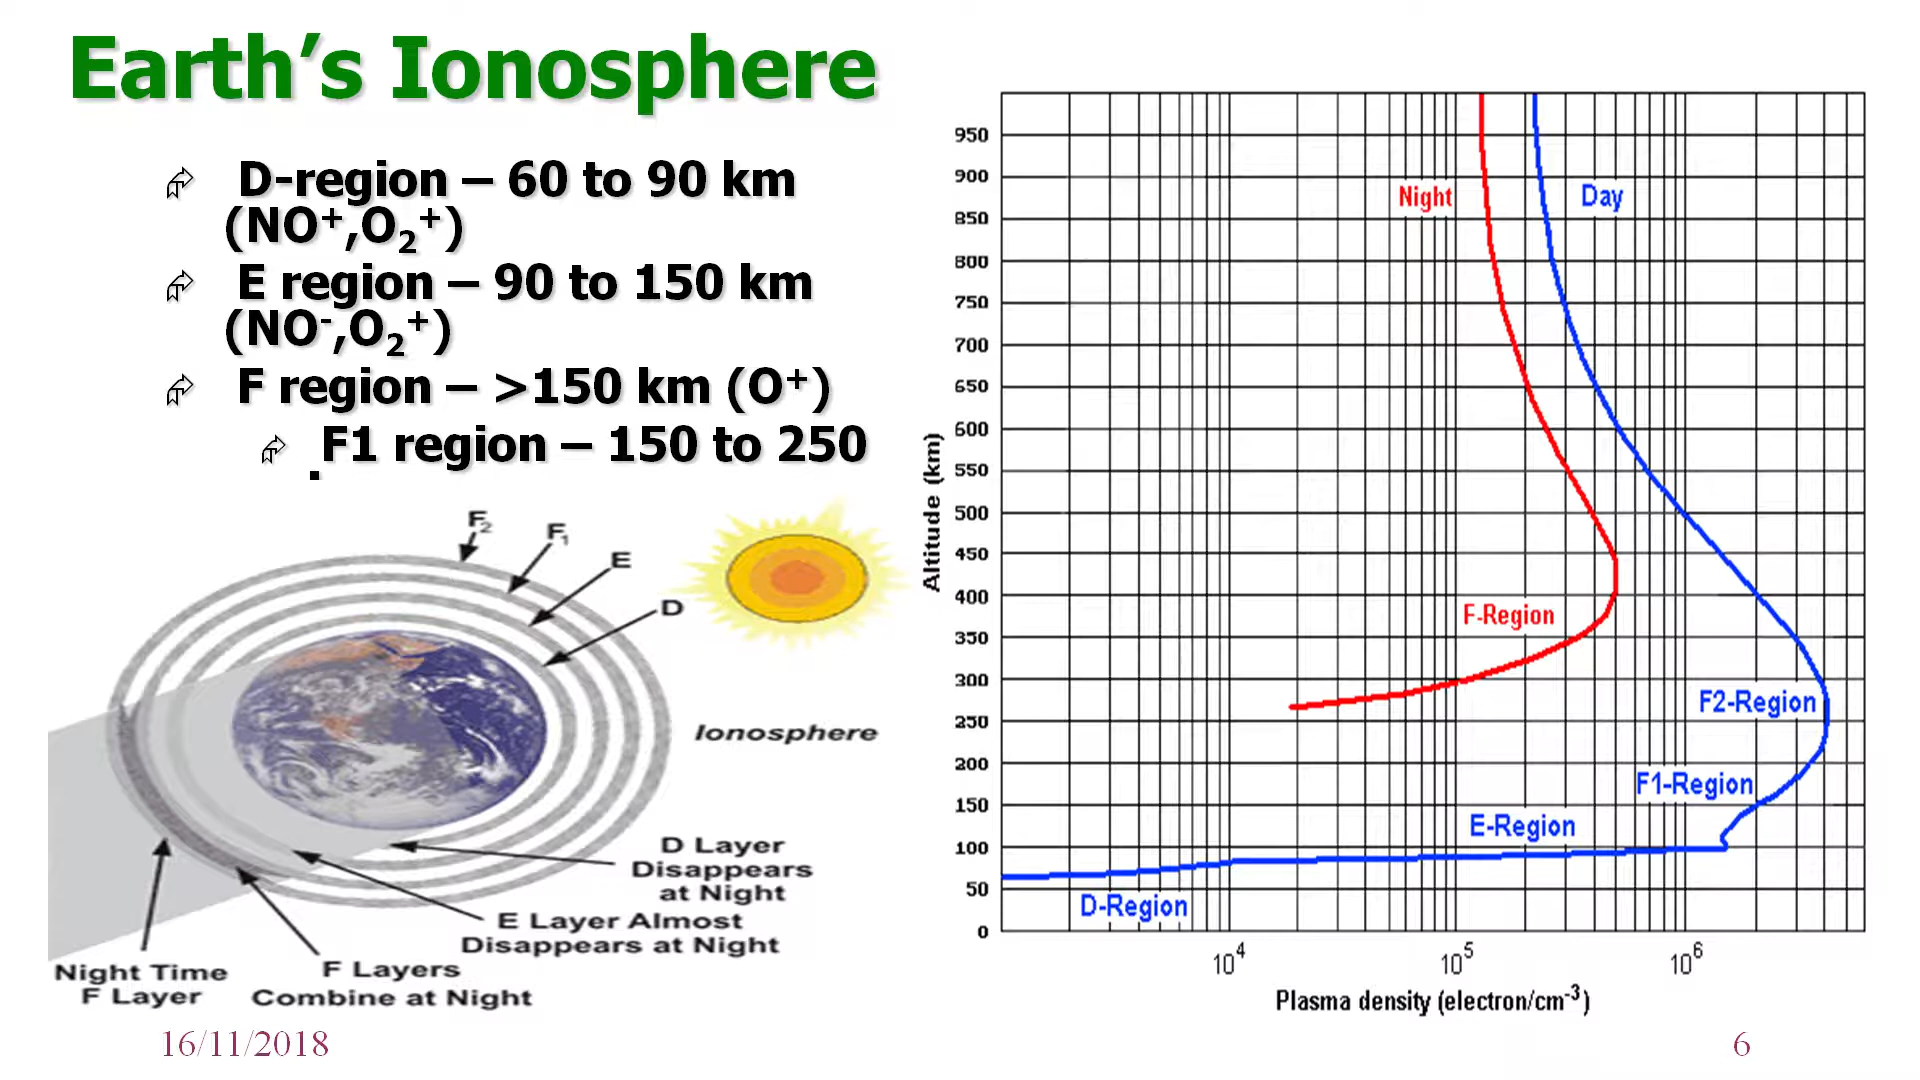 Earth’s Ionosphere
D-region – 60 to 90 km
(NO⁺,O₂⁺)
E region – 90 to 150 km
(NO⁻,O₂⁺)
F region – >150 km (O⁺)
F1 region – 150 to 250
F₂
F₁
E
D
Ionosphere
D Layer
Disappears
at Night
E Layer Almost
Disappears at Night
Night Time
F Layer
F Layers
Combine at Night
Altitude (km)
950
900
850
800
750
700
650
600
550
500
450
400
350
300
250
200
150
100
50
0
Night
Day
F-Region
F2-Region
F1-Region
E-Region
D-Region
10⁴ 10⁵ 10⁶
Plasma density (electron/cm⁻³)
16/11/2018
6